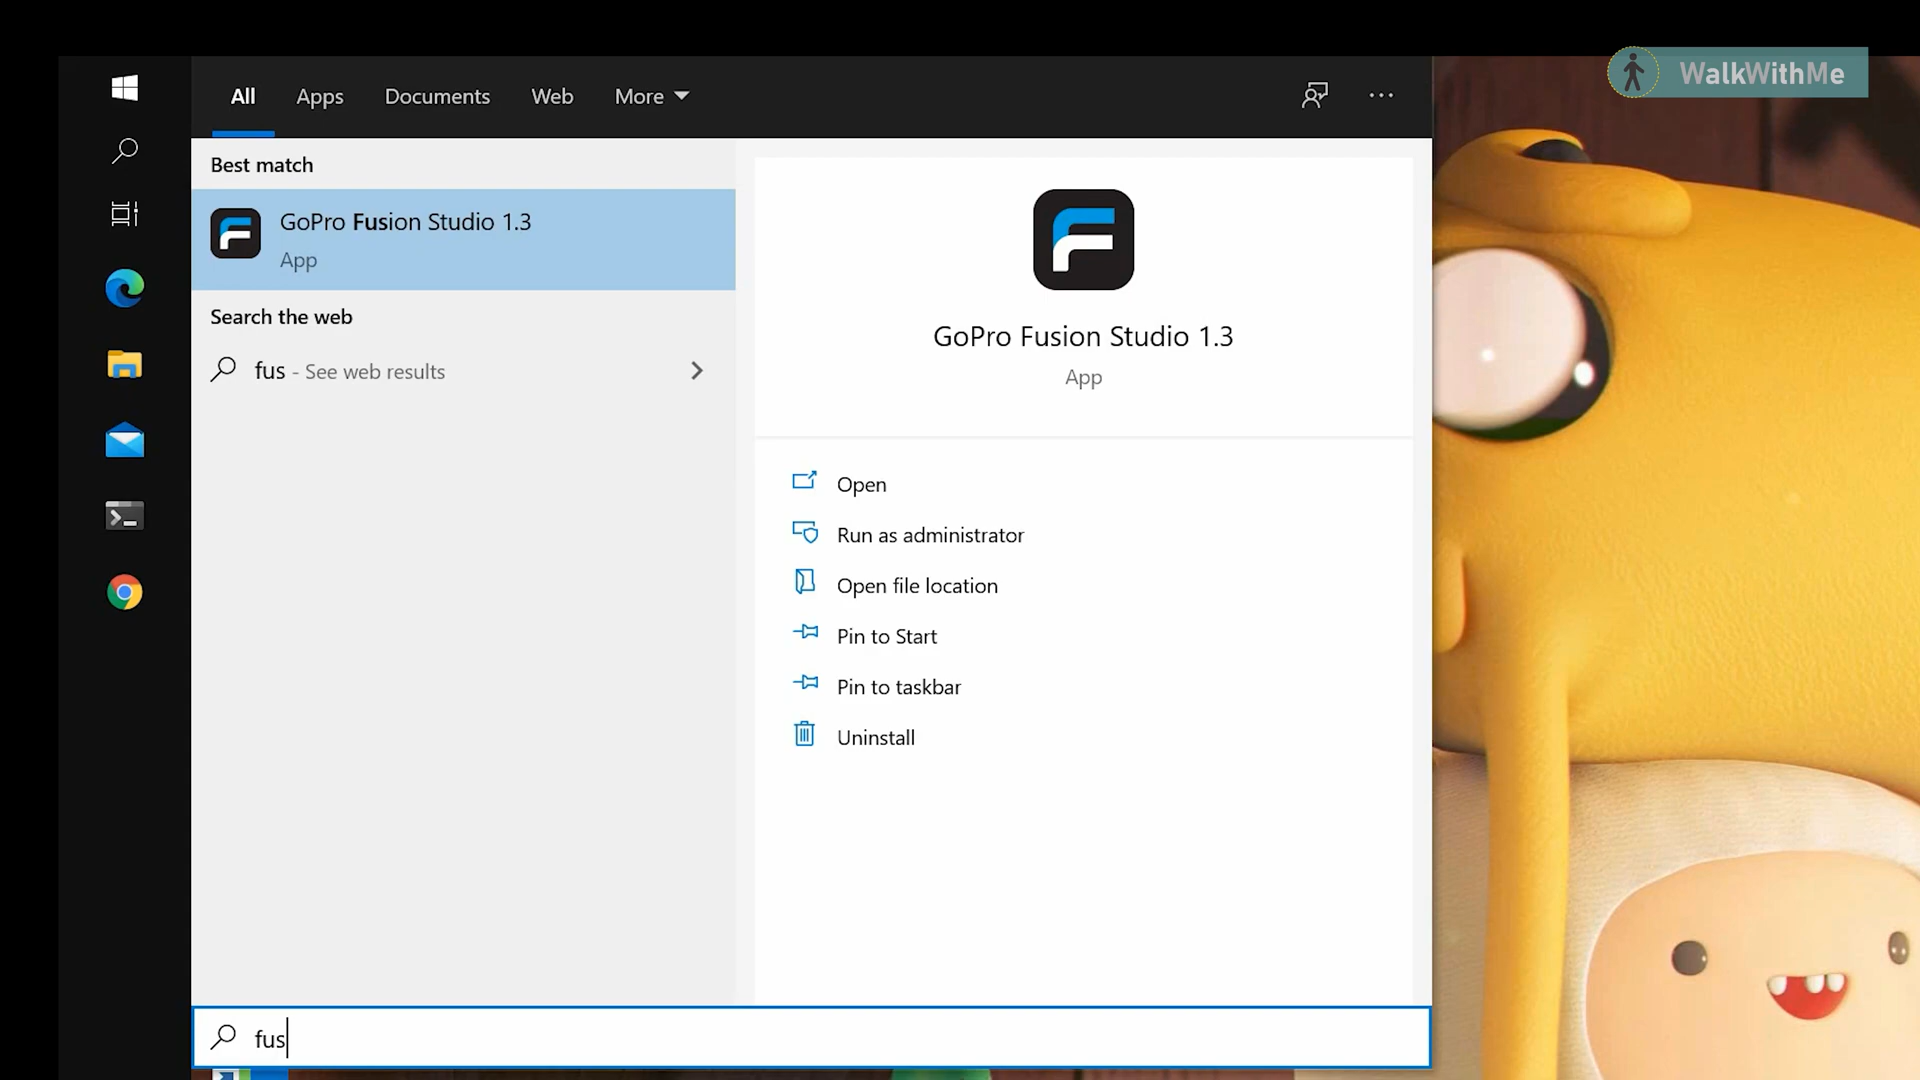 WalkWithMe
All Apps Documents Web More
Best match
GoPro Fusion Studio 1.3
App
Search the web
fus - See web results
GoPro Fusion Studio 1.3
App
Open
Run as administrator
Open file location
Pin to Start
Pin to taskbar
Uninstall
fus